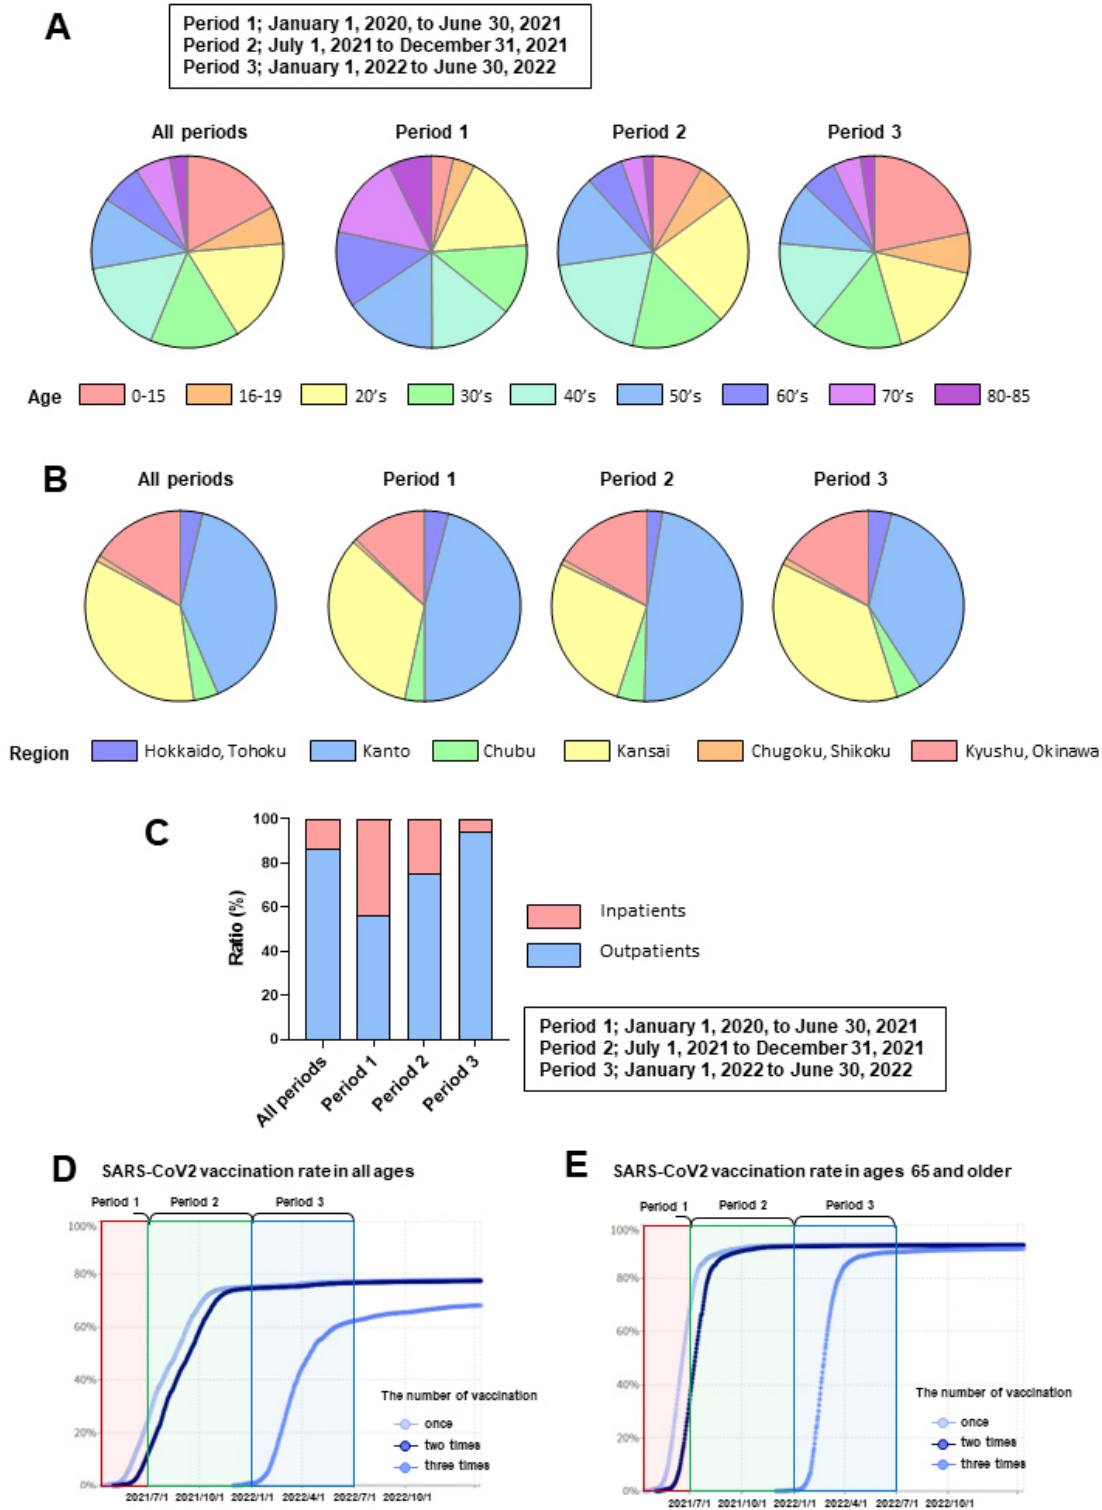 A
Period 1; January 1, 2020, to June 30, 2021
Period 2; July 1, 2021 to December 31, 2021
Period 3; January 1, 2022 to June 30, 2022
All periods Period 1 Period 2 Period 3
Age 0-15 16-19 20's 30's 40's 50's 60's 70's 80-85
B
All periods Period 1 Period 2 Period 3
Region Hokkaido, Tohoku Kanto Chubu Kansai Chugoku, Shikoku Kyushu, Okinawa
C
Ratio (%)
100
80
60
40
20
0
All periods Period 1 Period 2 Period 3
Inpatients
Outpatients
Period 1; January 1, 2020, to June 30, 2021
Period 2; July 1, 2021 to December 31, 2021
Period 3; January 1, 2022 to June 30, 2022
D SARS-CoV2 vaccination rate in all ages
Period 1 Period 2 Period 3
100%
80%
60%
40%
20%
0%
The number of vaccination
once
two times
three times
2021/7/1 2021/10/1 2022/1/1 2022/4/1 2022/7/1 2022/10/1
E SARS-CoV2 vaccination rate in ages 65 and older
Period 1 Period 2 Period 3
100%
80%
60%
40%
20%
0%
The number of vaccination
once
two times
three times
2021/7/1 2021/10/1 2022/1/1 2022/4/1 2022/7/1 2022/10/1